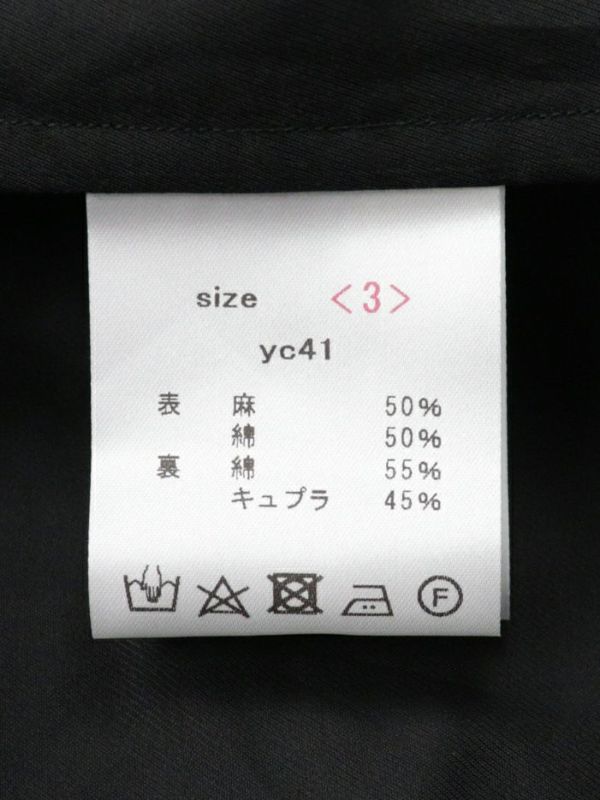 size <3>
yc41
表 麻 50%
綿 50%
裏 綿 55%
キュプラ 45%
F